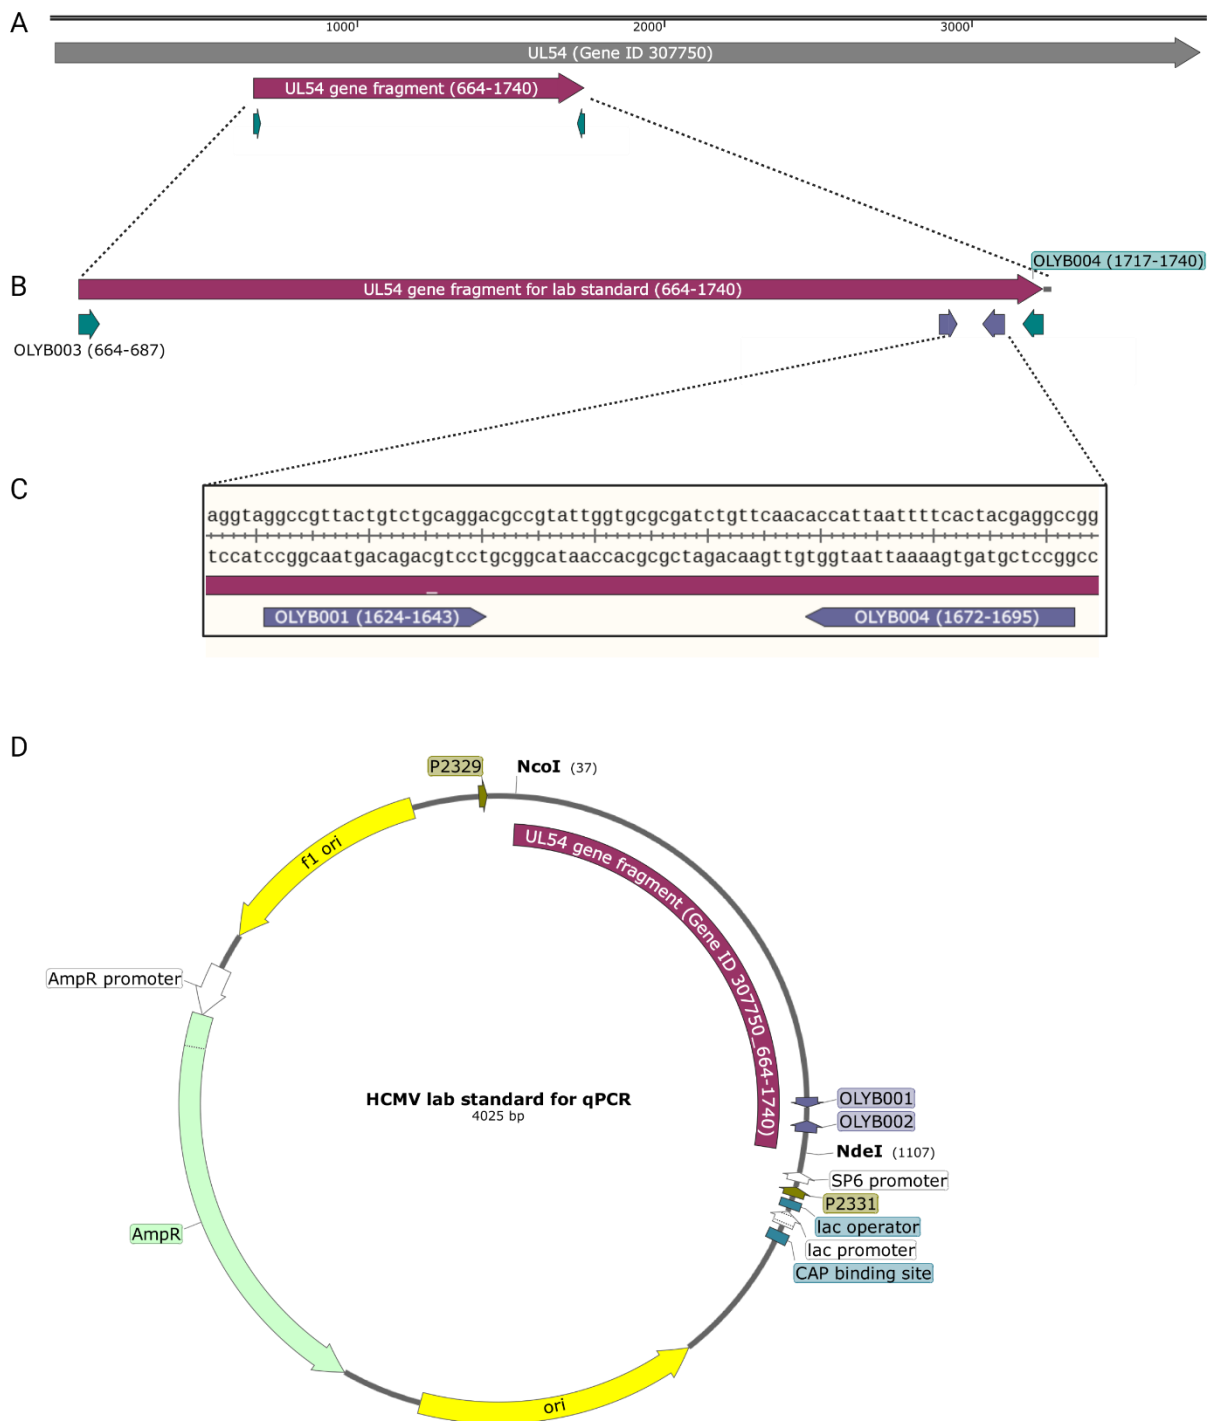 A
1000
2000
3000
UL54 (Gene ID 307750)
UL54 gene fragment (664-1740)
OLYB004 (1717-1740)
B
UL54 gene fragment for lab standard (664-1740)
OLYB003 (664-687)
C
aggtaggccgttactgtctgcaggacgccgtattggtgcgcgatctgttcaacaccattaattttcactacgaggccgg
tccatccggcaatgacagacgtcctgcggcataaccacgcgctagacaagttgtggtaattaaaagtgatgctccggcc
OLYB001 (1624-1643)
OLYB004 (1672-1695)
D
P2329
NcoI (37)
f1 ori
UL54 gene fragment (Gene ID 307750_664-1740)
AmpR promoter
HCMV lab standard for qPCR
4025 bp
OLYB001
OLYB002
NdeI (1107)
SP6 promoter
P2331
lac operator
lac promoter
CAP binding site
AmpR
ori